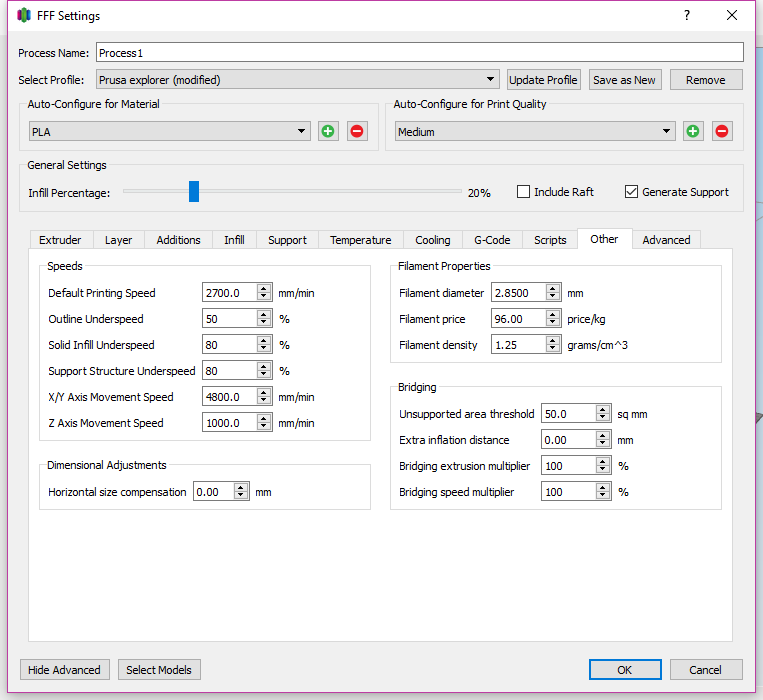 FFF Settings ?
Process Name: Process1
Select Profile: Prusa explorer (modified) Update Profile Save as New Remove
Auto-Configure for Material
PLA
Auto-Configure for Print Quality
Medium
General Settings
Infill Percentage: 20% Include Raft Generate Support
Extruder Layer Additions Infill Support Temperature Cooling G-Code Scripts Other Advanced
Speeds
Default Printing Speed 2700.0 mm/min
Outline Underspeed 50 %
Solid Infill Underspeed 80 %
Support Structure Underspeed 80 %
X/Y Axis Movement Speed 4800.0 mm/min
Z Axis Movement Speed 1000.0 mm/min
Dimensional Adjustments
Horizontal size compensation 0.00 mm
Filament Properties
Filament diameter 2.8500 mm
Filament price 96.00 price/kg
Filament density 1.25 grams/cm^3
Bridging
Unsupported area threshold 50.0 sq mm
Extra inflation distance 0.00 mm
Bridging extrusion multiplier 100 %
Bridging speed multiplier 100 %
Hide Advanced Select Models OK Cancel